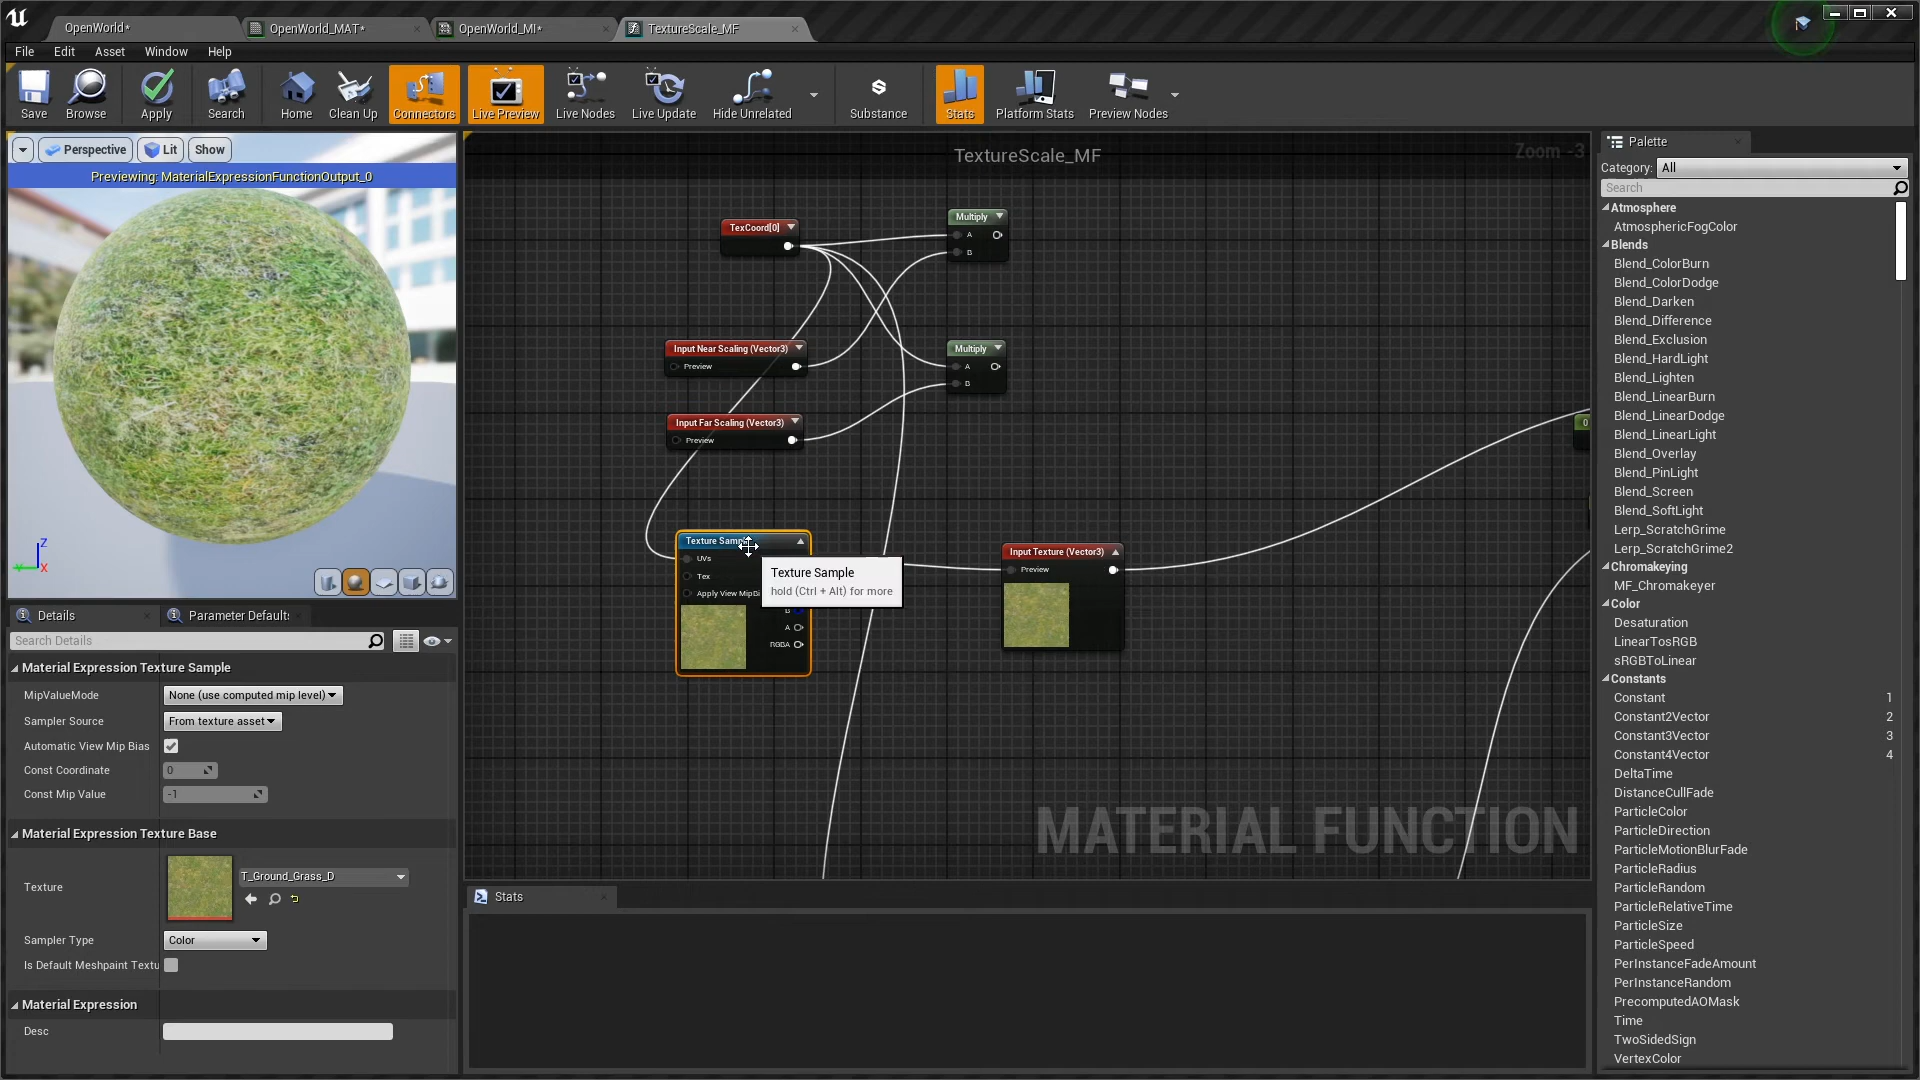 OpenWorld*
OpenWorld_MAT*
OpenWorld_MI*
TextureScale_MF
File
Edit
Asset
Window
Help
Save
Browse
Apply
Search
Home
Clean Up
Connectors
Live Preview
Live Nodes
Live Update
Hide Unrelated
Substance
Stats
Platform Stats
Preview Nodes
Perspective
Lit
Show
Previewing: MaterialExpressionFunctionOutput_0
Z
Y
X
TextureScale_MF
Zoom -3
TexCoord[0]
Multiply
A
B
Input Near Scaling (Vector3)
Preview
Multiply
A
B
Input Far Scaling (Vector3)
Preview
0
Texture Sample
UVs
Tex
Apply View MipBi
B
A
RGBA
Texture Sample
hold (Ctrl + Alt) for more
Input Texture (Vector3)
Preview
MATERIAL FUNCTION
Stats
Details
Parameter Defaults
Search Details
Material Expression Texture Sample
MipValueMode
None (use computed mip level)
Sampler Source
From texture asset
Automatic View Mip Bias
Const Coordinate
0
Const Mip Value
-1
Material Expression Texture Base
Texture
T_Ground_Grass_D
Sampler Type
Color
Is Default Meshpaint Textu
Material Expression
Desc
Palette
Category:
All
Search
Atmosphere
AtmosphericFogColor
Blends
Blend_ColorBurn
Blend_ColorDodge
Blend_Darken
Blend_Difference
Blend_Exclusion
Blend_HardLight
Blend_Lighten
Blend_LinearBurn
Blend_LinearDodge
Blend_LinearLight
Blend_Overlay
Blend_PinLight
Blend_Screen
Blend_SoftLight
Lerp_ScratchGrime
Lerp_ScratchGrime2
Chromakeying
MF_Chromakeyer
Color
Desaturation
LinearTosRGB
sRGBToLinear
Constants
Constant 1
Constant2Vector 2
Constant3Vector 3
Constant4Vector 4
DeltaTime
DistanceCullFade
ParticleColor
ParticleDirection
ParticleMotionBlurFade
ParticleRadius
ParticleRandom
ParticleRelativeTime
ParticleSize
ParticleSpeed
PerInstanceFadeAmount
PerInstanceRandom
PrecomputedAOMask
Time
TwoSidedSign
VertexColor